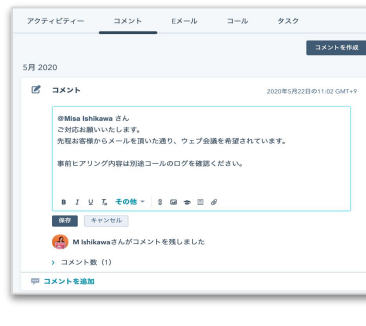 アクティビティー コメント Eメール コール タスク
コメントを作成
5月 2020
コメント 2020年5月22日の11:02 GMT+9
@Misa Ishikawa さん
ご対応お願いいたします。
先程お客様からメールを頂いた通り、ウェブ会議を希望されています。
事前ヒアリング内容は別途コールのログを確認ください。
B I U Tx その他
保存 キャンセル
M Ishikawaさんがコメントを残しました
コメント数（1）
コメントを追加